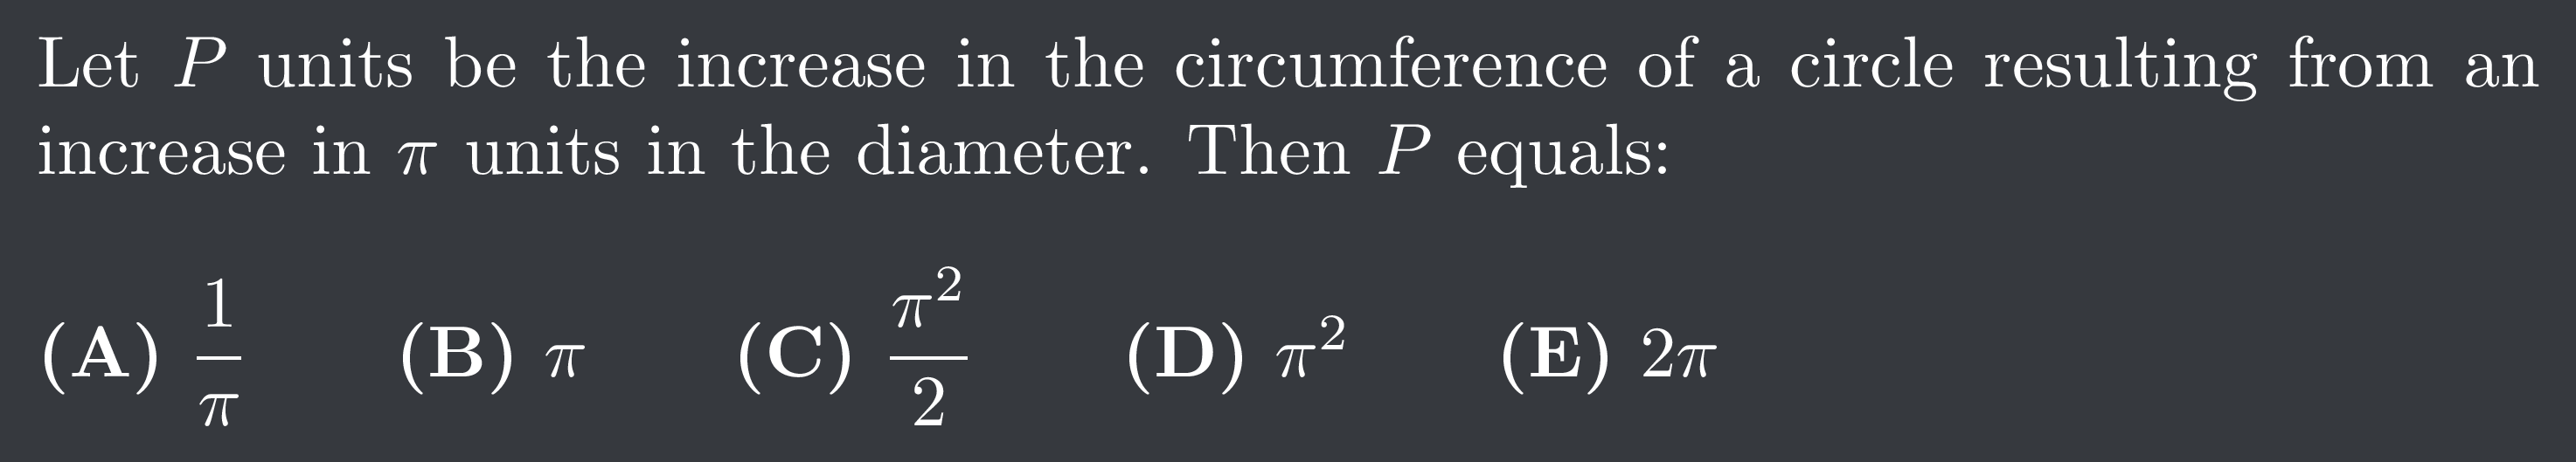 Let P units be the increase in the circumference of a circle resulting from an
increase in π units in the diameter. Then P equals:
(A) 1/π (B) π (C) π²/2 (D) π² (E) 2π